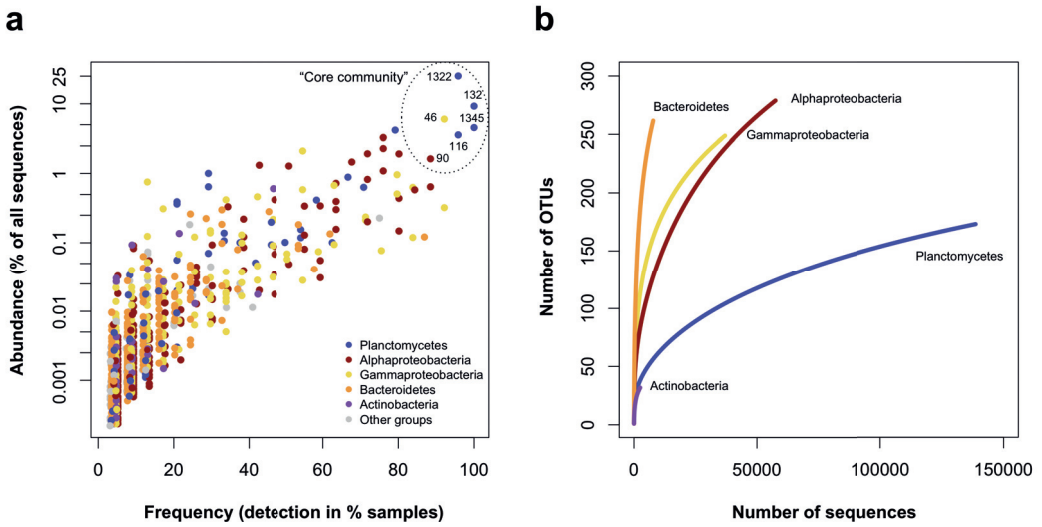 a
"Core community"
1322
132
46
1345
116
90
25
10
1
0.1
0.01
0.001
Abundance (% of all sequences)
Planctomycetes
Alphaproteobacteria
Gammaproteobacteria
Bacteroidetes
Actinobacteria
Other groups
0 20 40 60 80 100
Frequency (detection in % samples)
b
300
250
200
150
100
50
0
Number of OTUs
Bacteroidetes
Alphaproteobacteria
Gammaproteobacteria
Planctomycetes
Actinobacteria
0 50000 100000 150000
Number of sequences